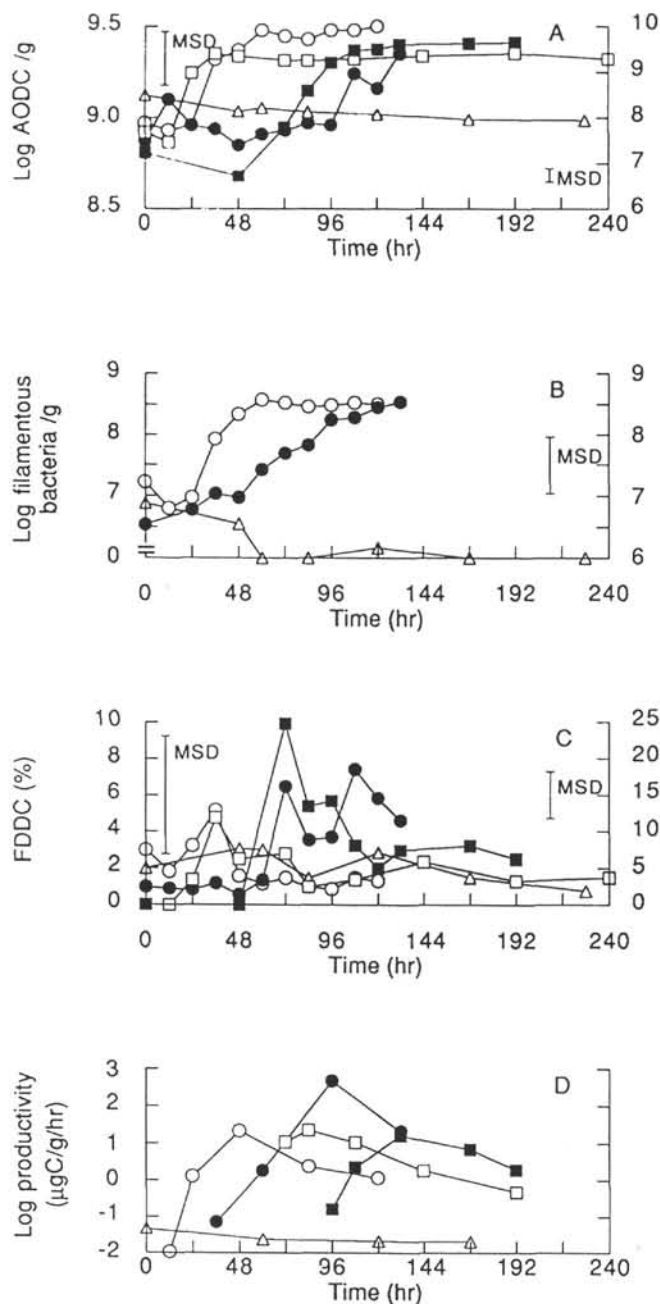 9.5
9.0
8.5
Log AODC /g
MSD
A
10
9
8
7
6
MSD
0 48 96 144 192 240
Time (hr)
9
8
7
0
Log filamentous
bacteria /g
B
9
8
7
6
MSD
0 48 96 144 192 240
Time (hr)
10
8
6
4
2
0
FDDC (%)
MSD
C
25
20
15
10
5
0
MSD
0 48 96 144 192 240
Time (hr)
3
2
1
0
-1
-2
Log productivity
(µgC/g/hr)
D
0 48 96 144 192 240
Time (hr)